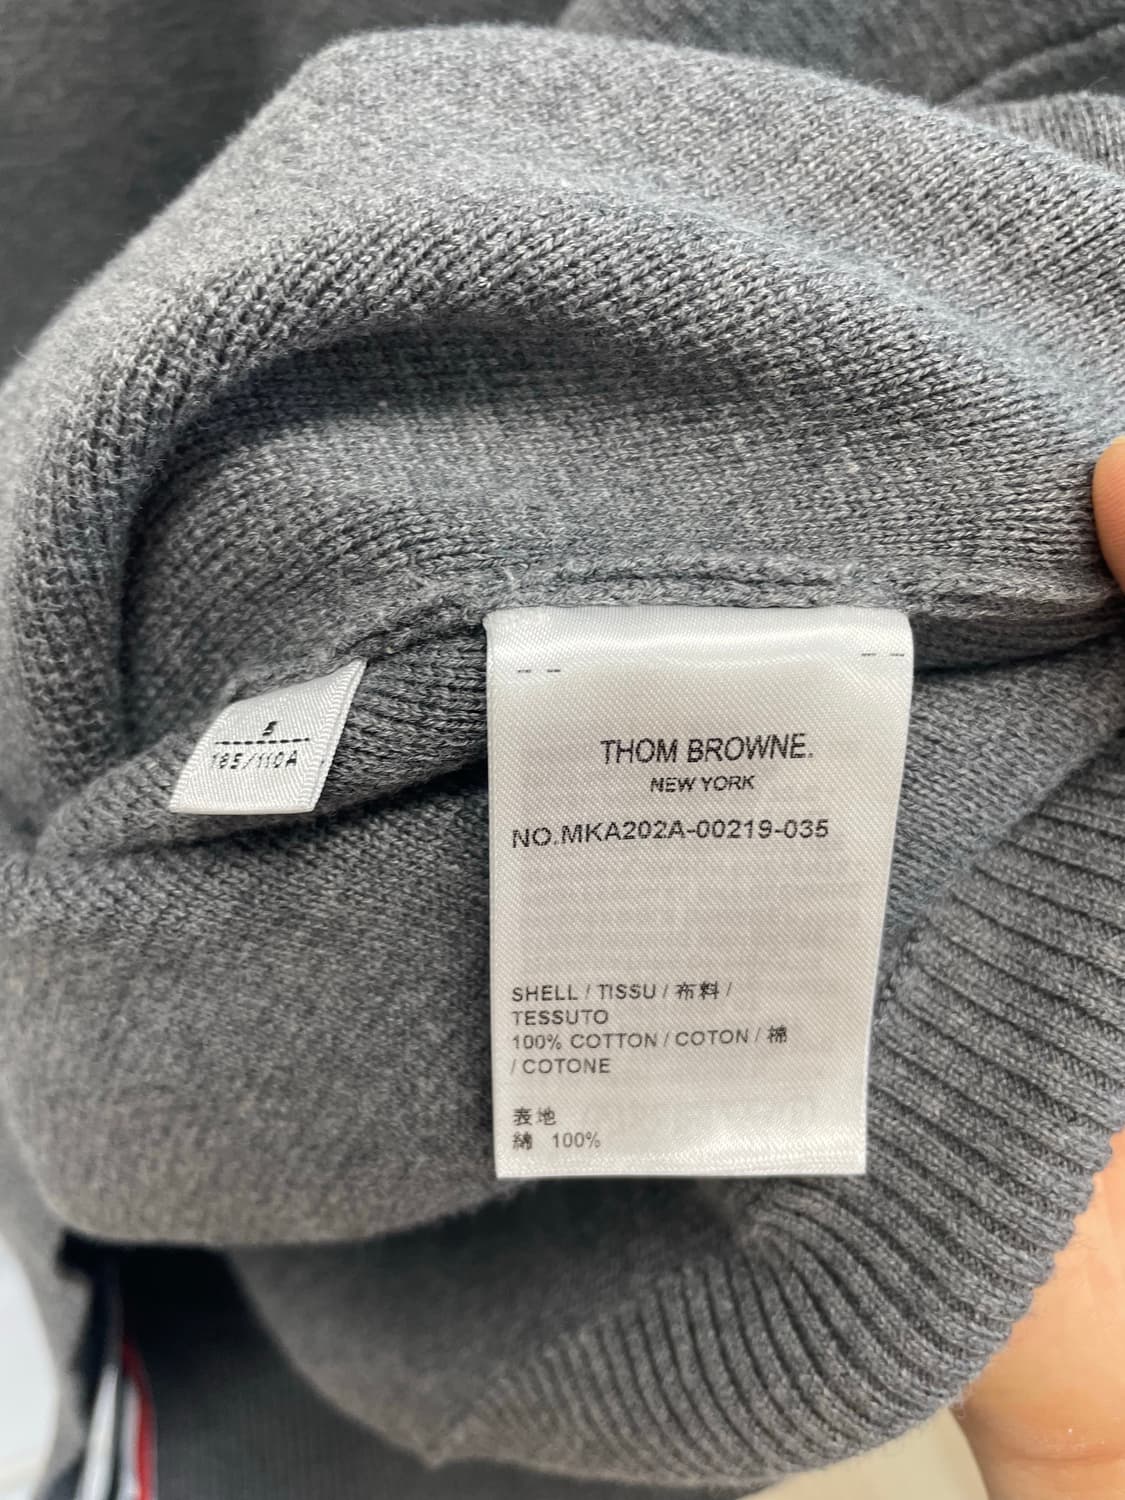 5
185/110A
THOM BROWNE.
NEW YORK
NO.MKA202A-00219-035
SHELL / TISSU / 布料 /
TESSUTO
100% COTTON / COTON / 棉
/ COTONE
表地
綿 100%